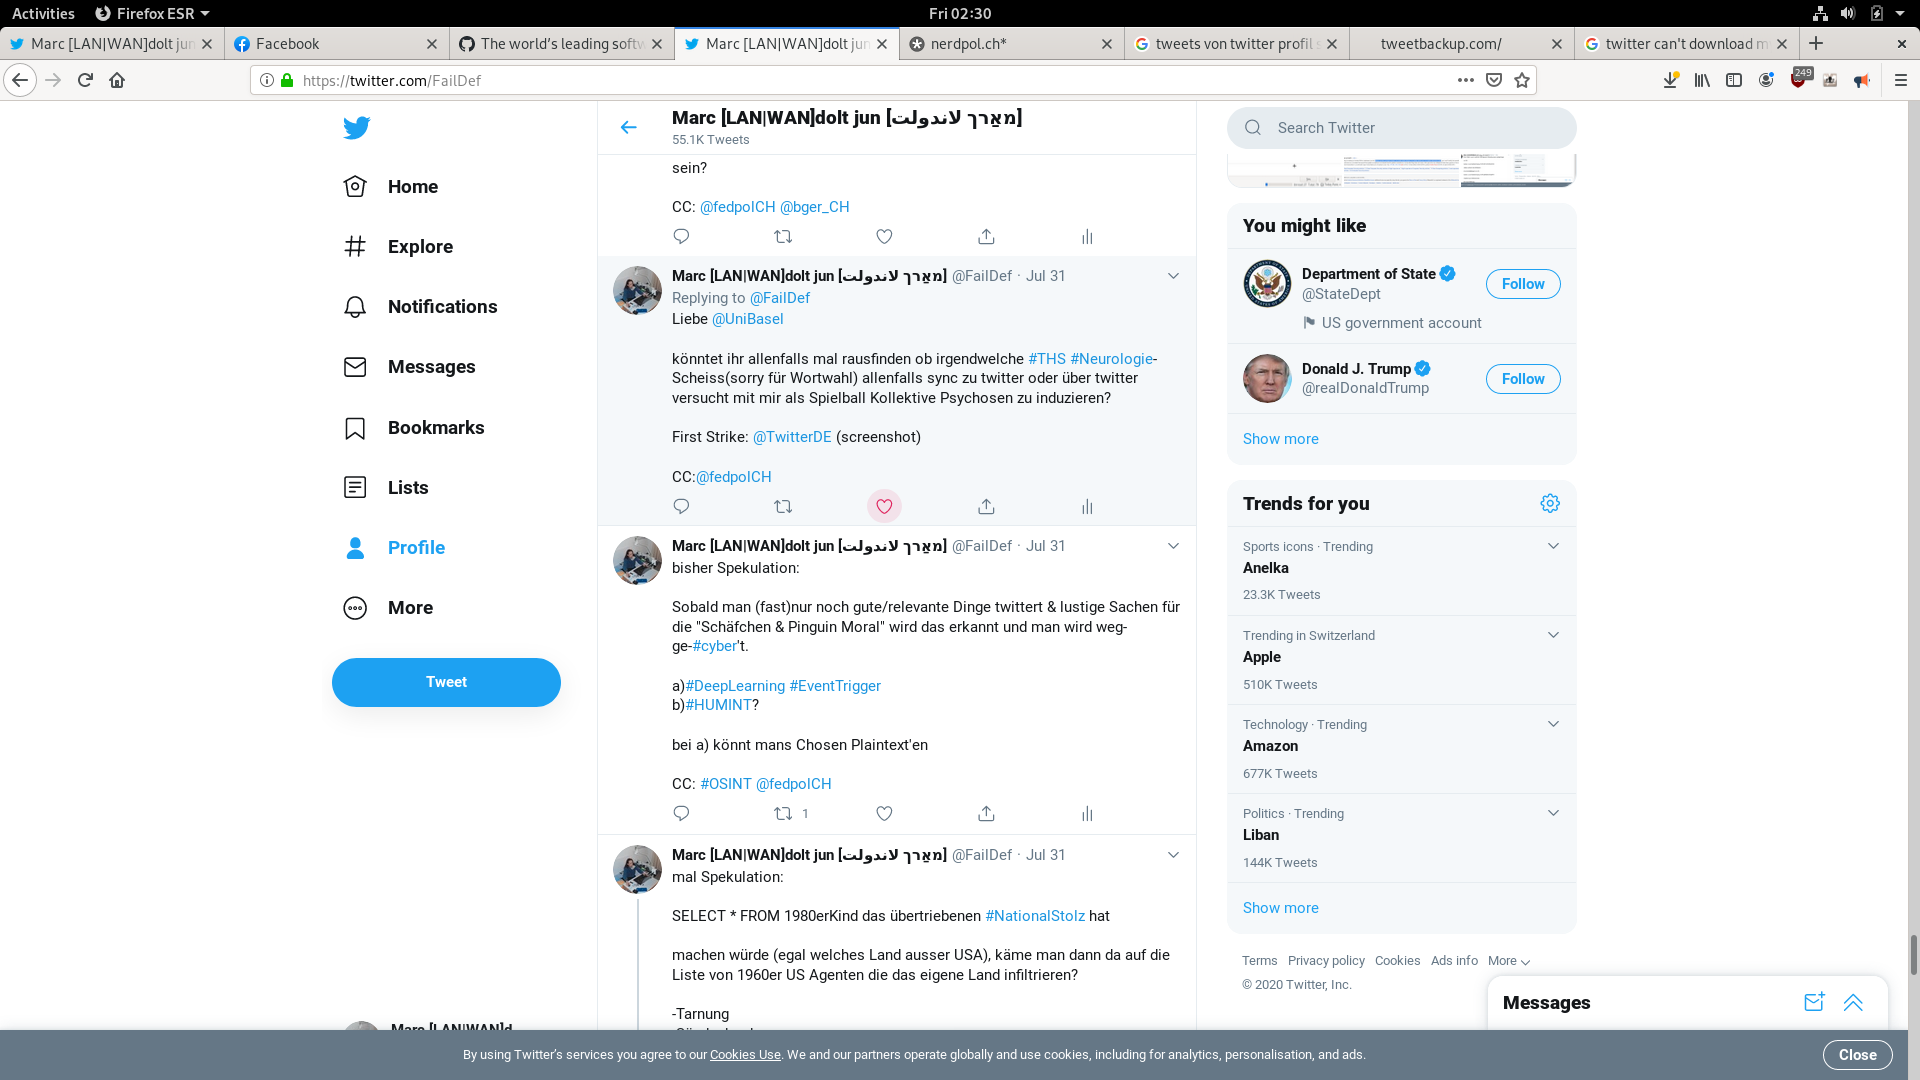 Activities Firefox ESR Fri 02:30
Marc [LAN|WAN]dolt jun
Facebook
The world's leading softw
Marc [LAN|WAN]dolt jun
nerdpol.ch*
tweets von twitter profil s
tweetbackup.com/
twitter can't download m
https://twitter.com/FailDef
249
Home
Explore
Notifications
Messages
Bookmarks
Lists
Profile
More
Tweet
Marc [LAN|WAN]d
Marc [LAN|WAN]dolt jun [מאַרך לאנדולת]
55.1K Tweets
sein?
CC: @fedpolCH @bger_CH
Marc [LAN|WAN]dolt jun [מאַרך לאנדולת] @FailDef · Jul 31
Replying to @FailDef
Liebe @UniBasel
könntet ihr allenfalls mal rausfinden ob irgendwelche #THS #Neurologie-
Scheiss(sorry für Wortwahl) allenfalls sync zu twitter oder über twitter
versucht mit mir als Spielball Kollektive Psychosen zu induzieren?
First Strike: @TwitterDE (screenshot)
CC:@fedpolCH
Marc [LAN|WAN]dolt jun [מאַרך לאנדולת] @FailDef · Jul 31
bisher Spekulation:
Sobald man (fast)nur noch gute/relevante Dinge twittert & lustige Sachen für
die "Schäfchen & Pinguin Moral" wird das erkannt und man wird weg-
ge-#cyber't.
a)#DeepLearning #EventTrigger
b)#HUMINT?
bei a) könnt mans Chosen Plaintext'en
CC: #OSINT @fedpolCH
1
Marc [LAN|WAN]dolt jun [מאַרך לאנדולת] @FailDef · Jul 31
mal Spekulation:
SELECT * FROM 1980erKind das übertriebenen #NationalStolz hat
machen würde (egal welches Land ausser USA), käme man dann da auf die
Liste von 1960er US Agenten die das eigene Land infiltrieren?
-Tarnung
Search Twitter
You might like
Department of State
@StateDept
Follow
US government account
Donald J. Trump
@realDonaldTrump
Follow
Show more
Trends for you
Sports icons · Trending
Anelka
23.3K Tweets
Trending in Switzerland
Apple
510K Tweets
Technology · Trending
Amazon
677K Tweets
Politics · Trending
Liban
144K Tweets
Show more
Terms Privacy policy Cookies Ads info More
© 2020 Twitter, Inc.
Messages
By using Twitter's services you agree to our Cookies Use. We and our partners operate globally and use cookies, including for analytics, personalisation, and ads.
Close